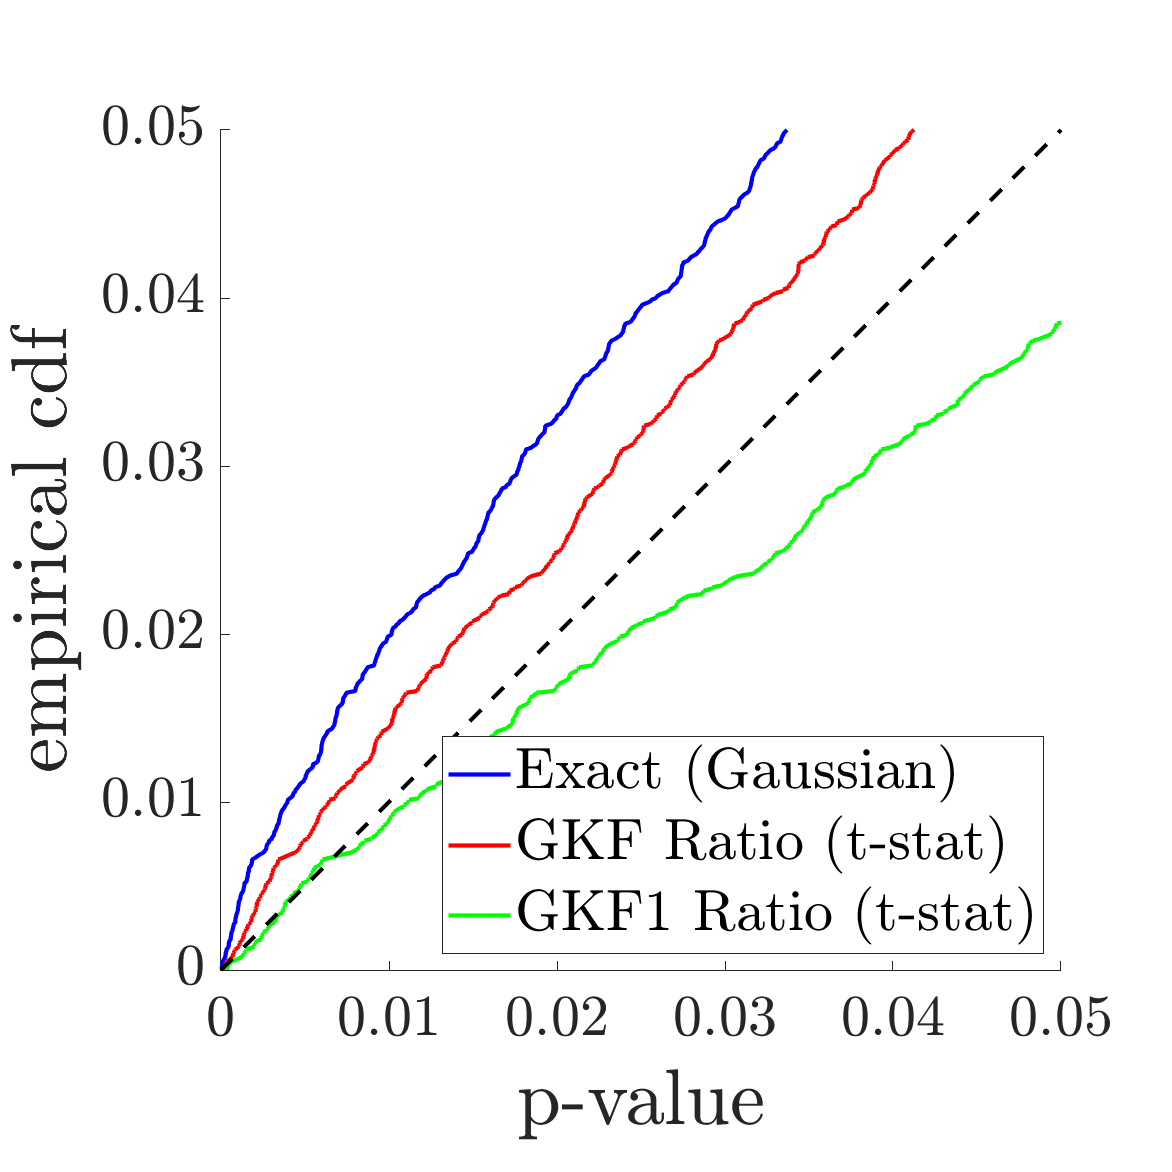 0.05
0.04
0.03
0.02
0.01
0
empirical cdf
Exact (Gaussian)
GKF Ratio (t-stat)
GKF1 Ratio (t-stat)
0 0.01 0.02 0.03 0.04 0.05
p-value